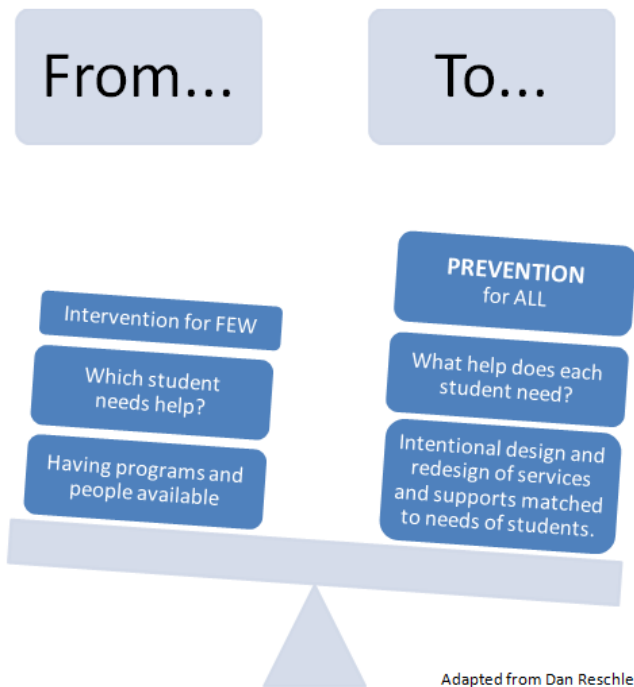 From...
To...
Intervention for FEW
Which student
needs help?
Having programs and
people available
PREVENTION
for ALL
What help does each
student need?
Intentional design and
redesign of services
and supports matched
to needs of students.
Adapted from Dan Reschle